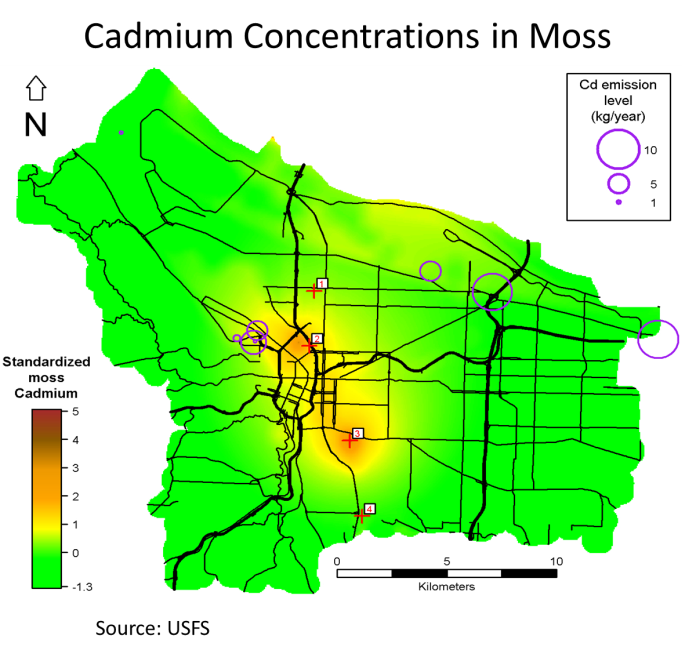 Cadmium Concentrations in Moss
N
Cd emission
level
(kg/year)
10
5
1
1
2
3
4
Standardized
moss
Cadmium
5
4
3
2
1
0
-1.3
0 5 10
Kilometers
Source: USFS